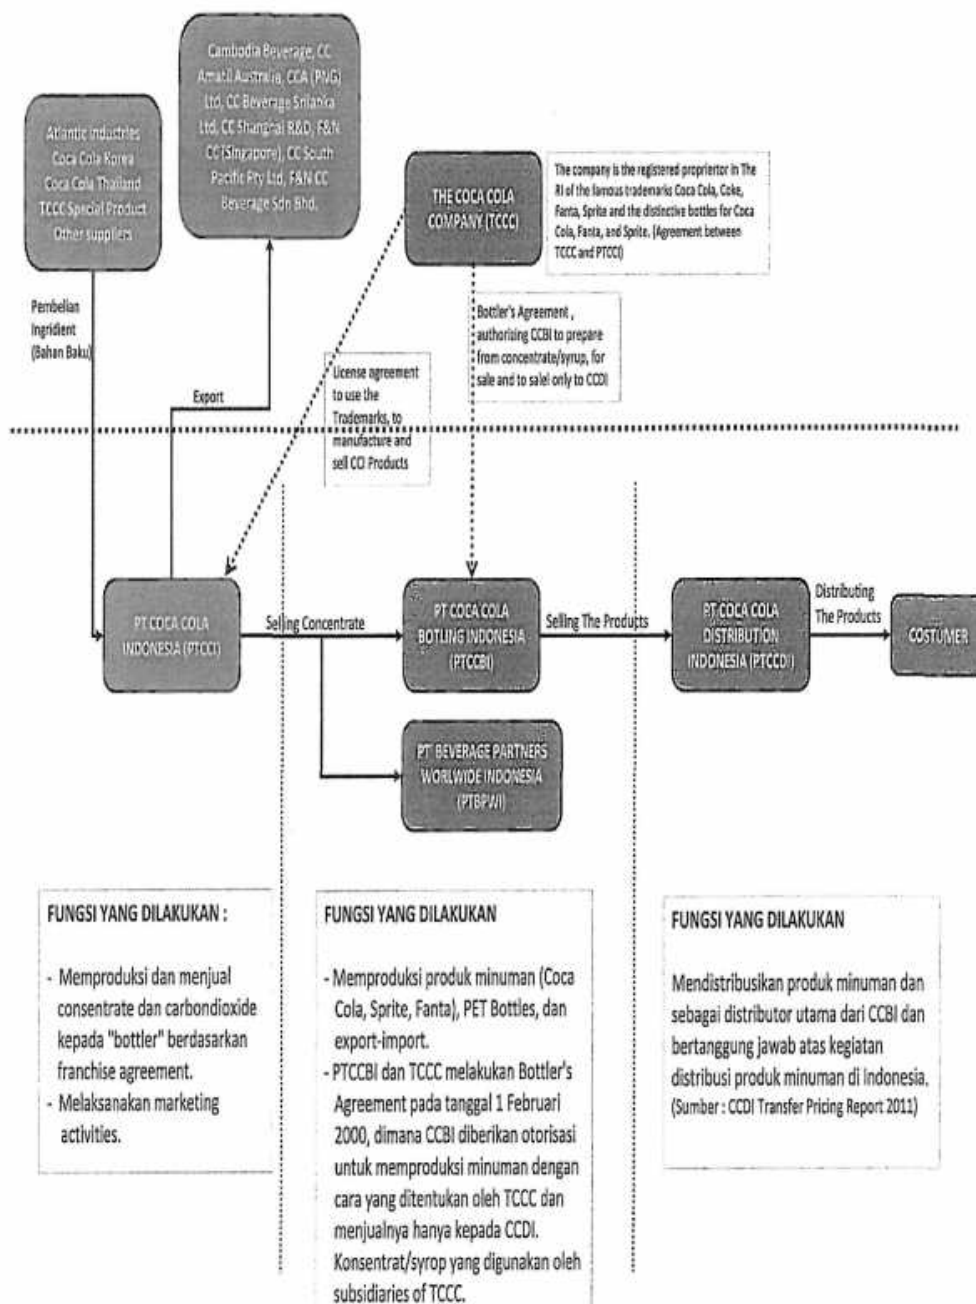 Cambodia Beverage, CC
Amatil Australia, CCA (PNG)
Ltd, CC Beverage Srilanka
Ltd, CC Shanghai R&D, F&N
CC (Singapore), CC South
Pacific Pty Ltd, F&N CC
Beverage Sdn Bhd.
Atlantic Industries
Coca Cola Korea
Coca Cola Thailand
TCCC Special Product
Other suppliers
THE COCA COLA
COMPANY (TCCC)
The company is the registered propriertor in The
RI of the famous trademarks Coca Cola, Coke,
Fanta, Sprite and the distinctive bottles for Coca
Cola, Fanta, and Sprite. (Agreement between
TCCC and PTCCI)
Pembelian
Ingridient
(Bahan Baku)
Export
License agreement
to use the
Trademarks, to
manufacture and
sell CCI Products
Bottler's Agreement ,
authorizing CCBI to prepare
from concentrate/syrup, for
sale and to salel only to CCDI
PT COCA COLA
INDONESIA (PTCCI)
Selling Concentrate
PT COCA COLA
BOTLING INDONESIA
(PTCCBI)
Selling The Products
PT COCA COLA
DISTRIBUTION
INDONESIA (PTCCDI)
Distributing
The Products
COSTUMER
PT BEVERAGE PARTNERS
WORLWIDE INDONESIA
(PTBPWI)
FUNGSI YANG DILAKUKAN :
- Memproduksi dan menjual
consentrate dan carbondioxide
kepada "bottler" berdasarkan
franchise agreement.
- Melaksanakan marketing
activities.
FUNGSI YANG DILAKUKAN
- Memproduksi produk minuman (Coca
Cola, Sprite, Fanta), PET Bottles, dan
export-import.
- PTCCBI dan TCCC melakukan Bottler's
Agreement pada tanggal 1 Februari
2000, dimana CCBI diberikan otorisasi
untuk memproduksi minuman dengan
cara yang ditentukan oleh TCCC dan
menjualnya hanya kepada CCDI.
Konsentrat/syrop yang digunakan oleh
subsidiaries of TCCC.
FUNGSI YANG DILAKUKAN
Mendistribusikan produk minuman dan
sebagai distributor utama dari CCBI dan
bertanggung jawab atas kegiatan
distribusi produk minuman di Indonesia.
(Sumber : CCDI Transfer Pricing Report 2011)